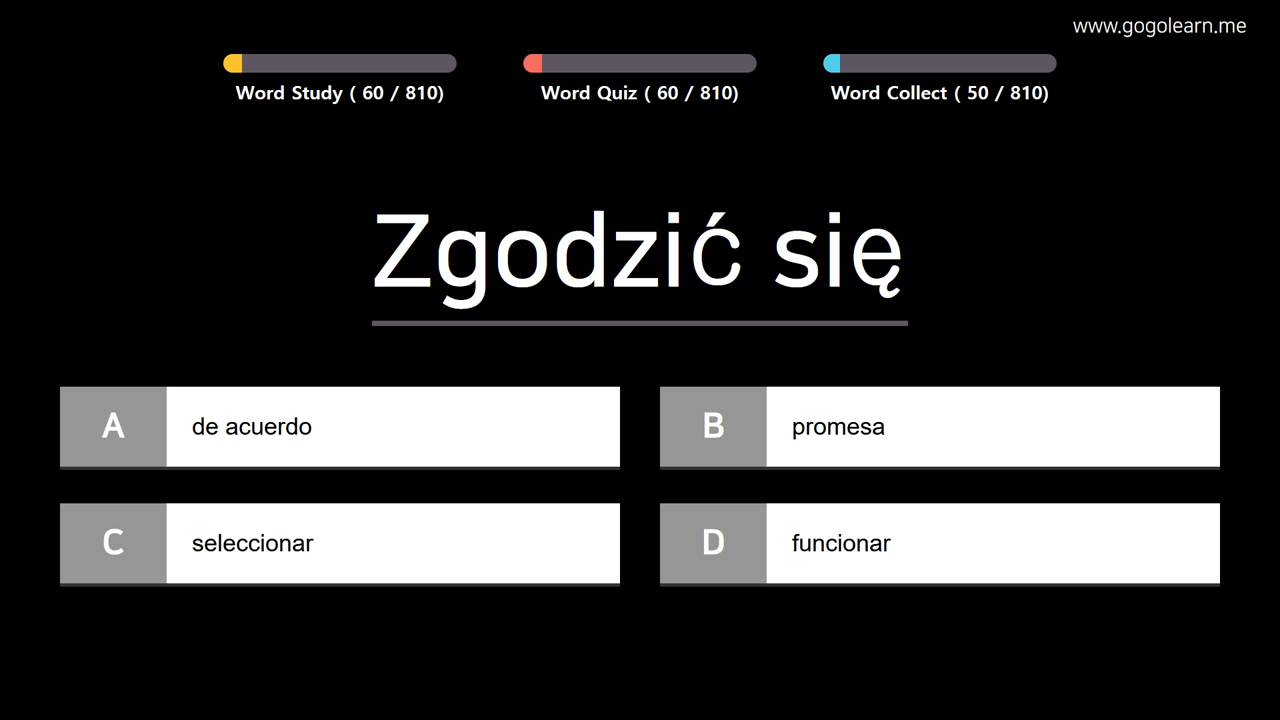 www.gogolearn.me
Word Study ( 60 / 810)
Word Quiz ( 60 / 810)
Word Collect ( 50 / 810)
Zgodzić się
A de acuerdo
B promesa
C seleccionar
D funcionar